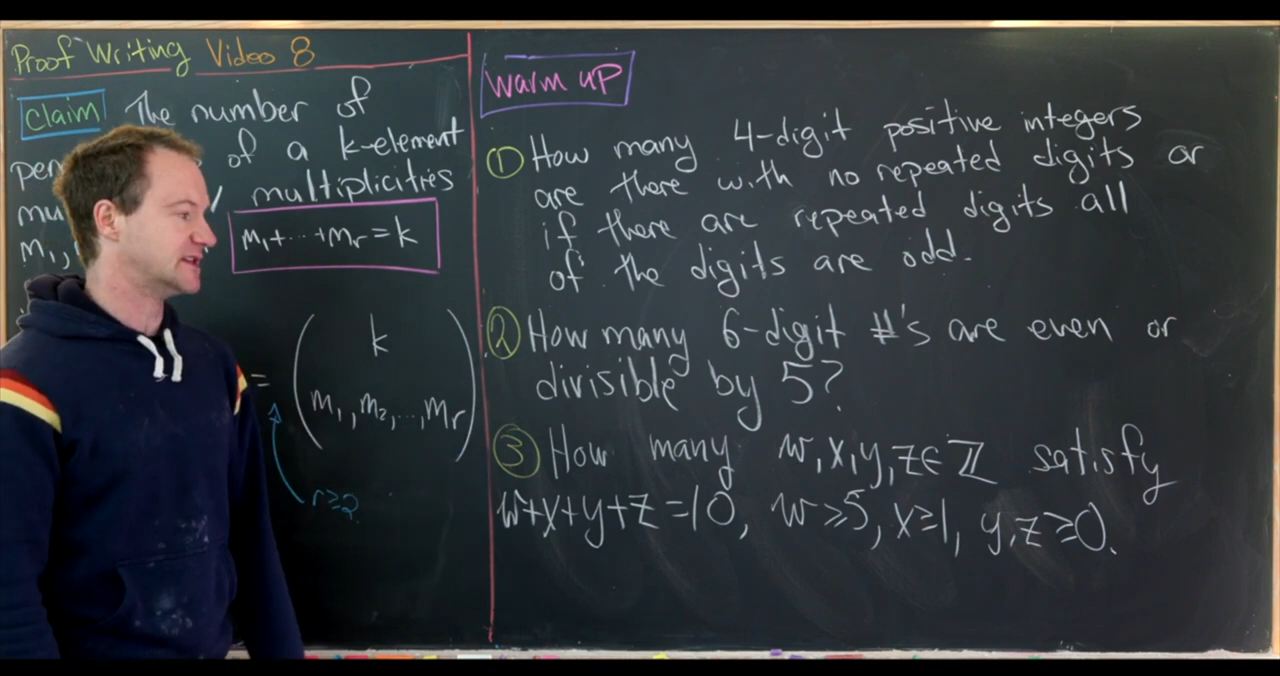 Proof Writing Video 8
Claim The number of
of a k-element
multiplicities
m₁+⋯+mᵣ=k
= ( k
m₁,m₂,...,mᵣ )
r≥2
Warm up
① How many 4-digit positive integers
are there with no repeated digits or
if there are repeated digits all
of the digits are odd.
② How many 6-digit #'s are even or
divisible by 5?
③ How many w,x,y,z∈ℤ satisfy
w+x+y+z=10, w≥5, x≥1, y,z≥0.